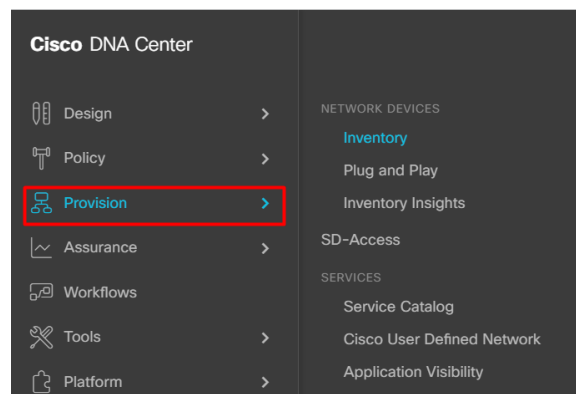 Cisco DNA Center
Design
Policy
Provision
Assurance
Workflows
Tools
Platform
NETWORK DEVICES
Inventory
Plug and Play
Inventory Insights
SD-Access
SERVICES
Service Catalog
Cisco User Defined Network
Application Visibility